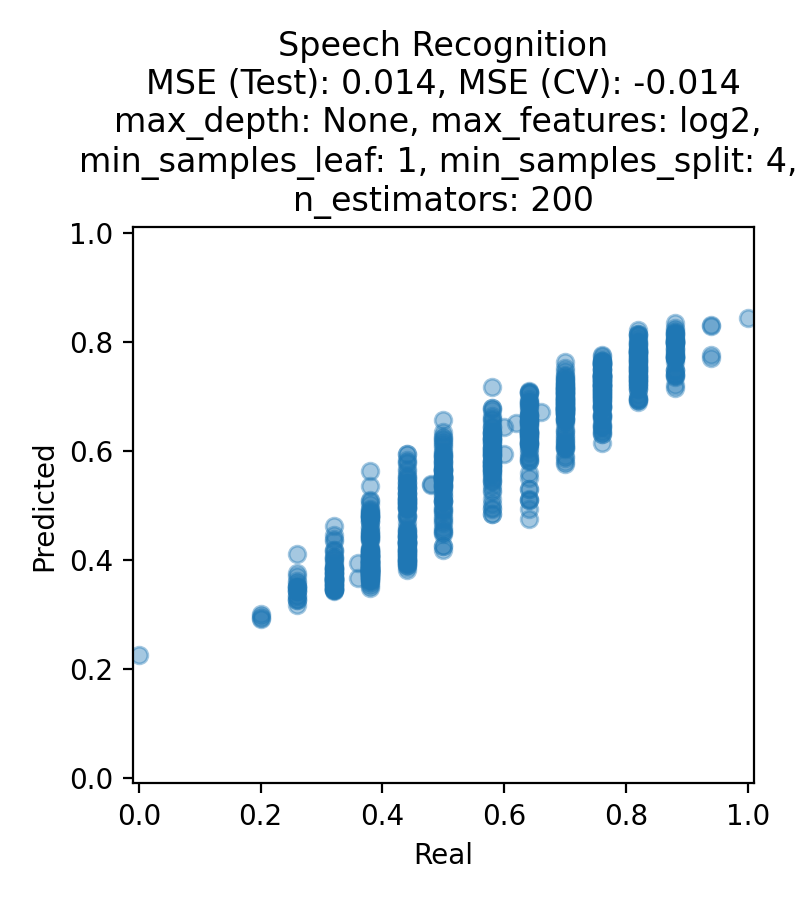 Speech Recognition
MSE (Test): 0.014, MSE (CV): -0.014
max_depth: None, max_features: log2,
min_samples_leaf: 1, min_samples_split: 4,
n_estimators: 200
1.0
0.8
0.6
0.4
0.2
0.0
Predicted
0.0 0.2 0.4 0.6 0.8 1.0
Real